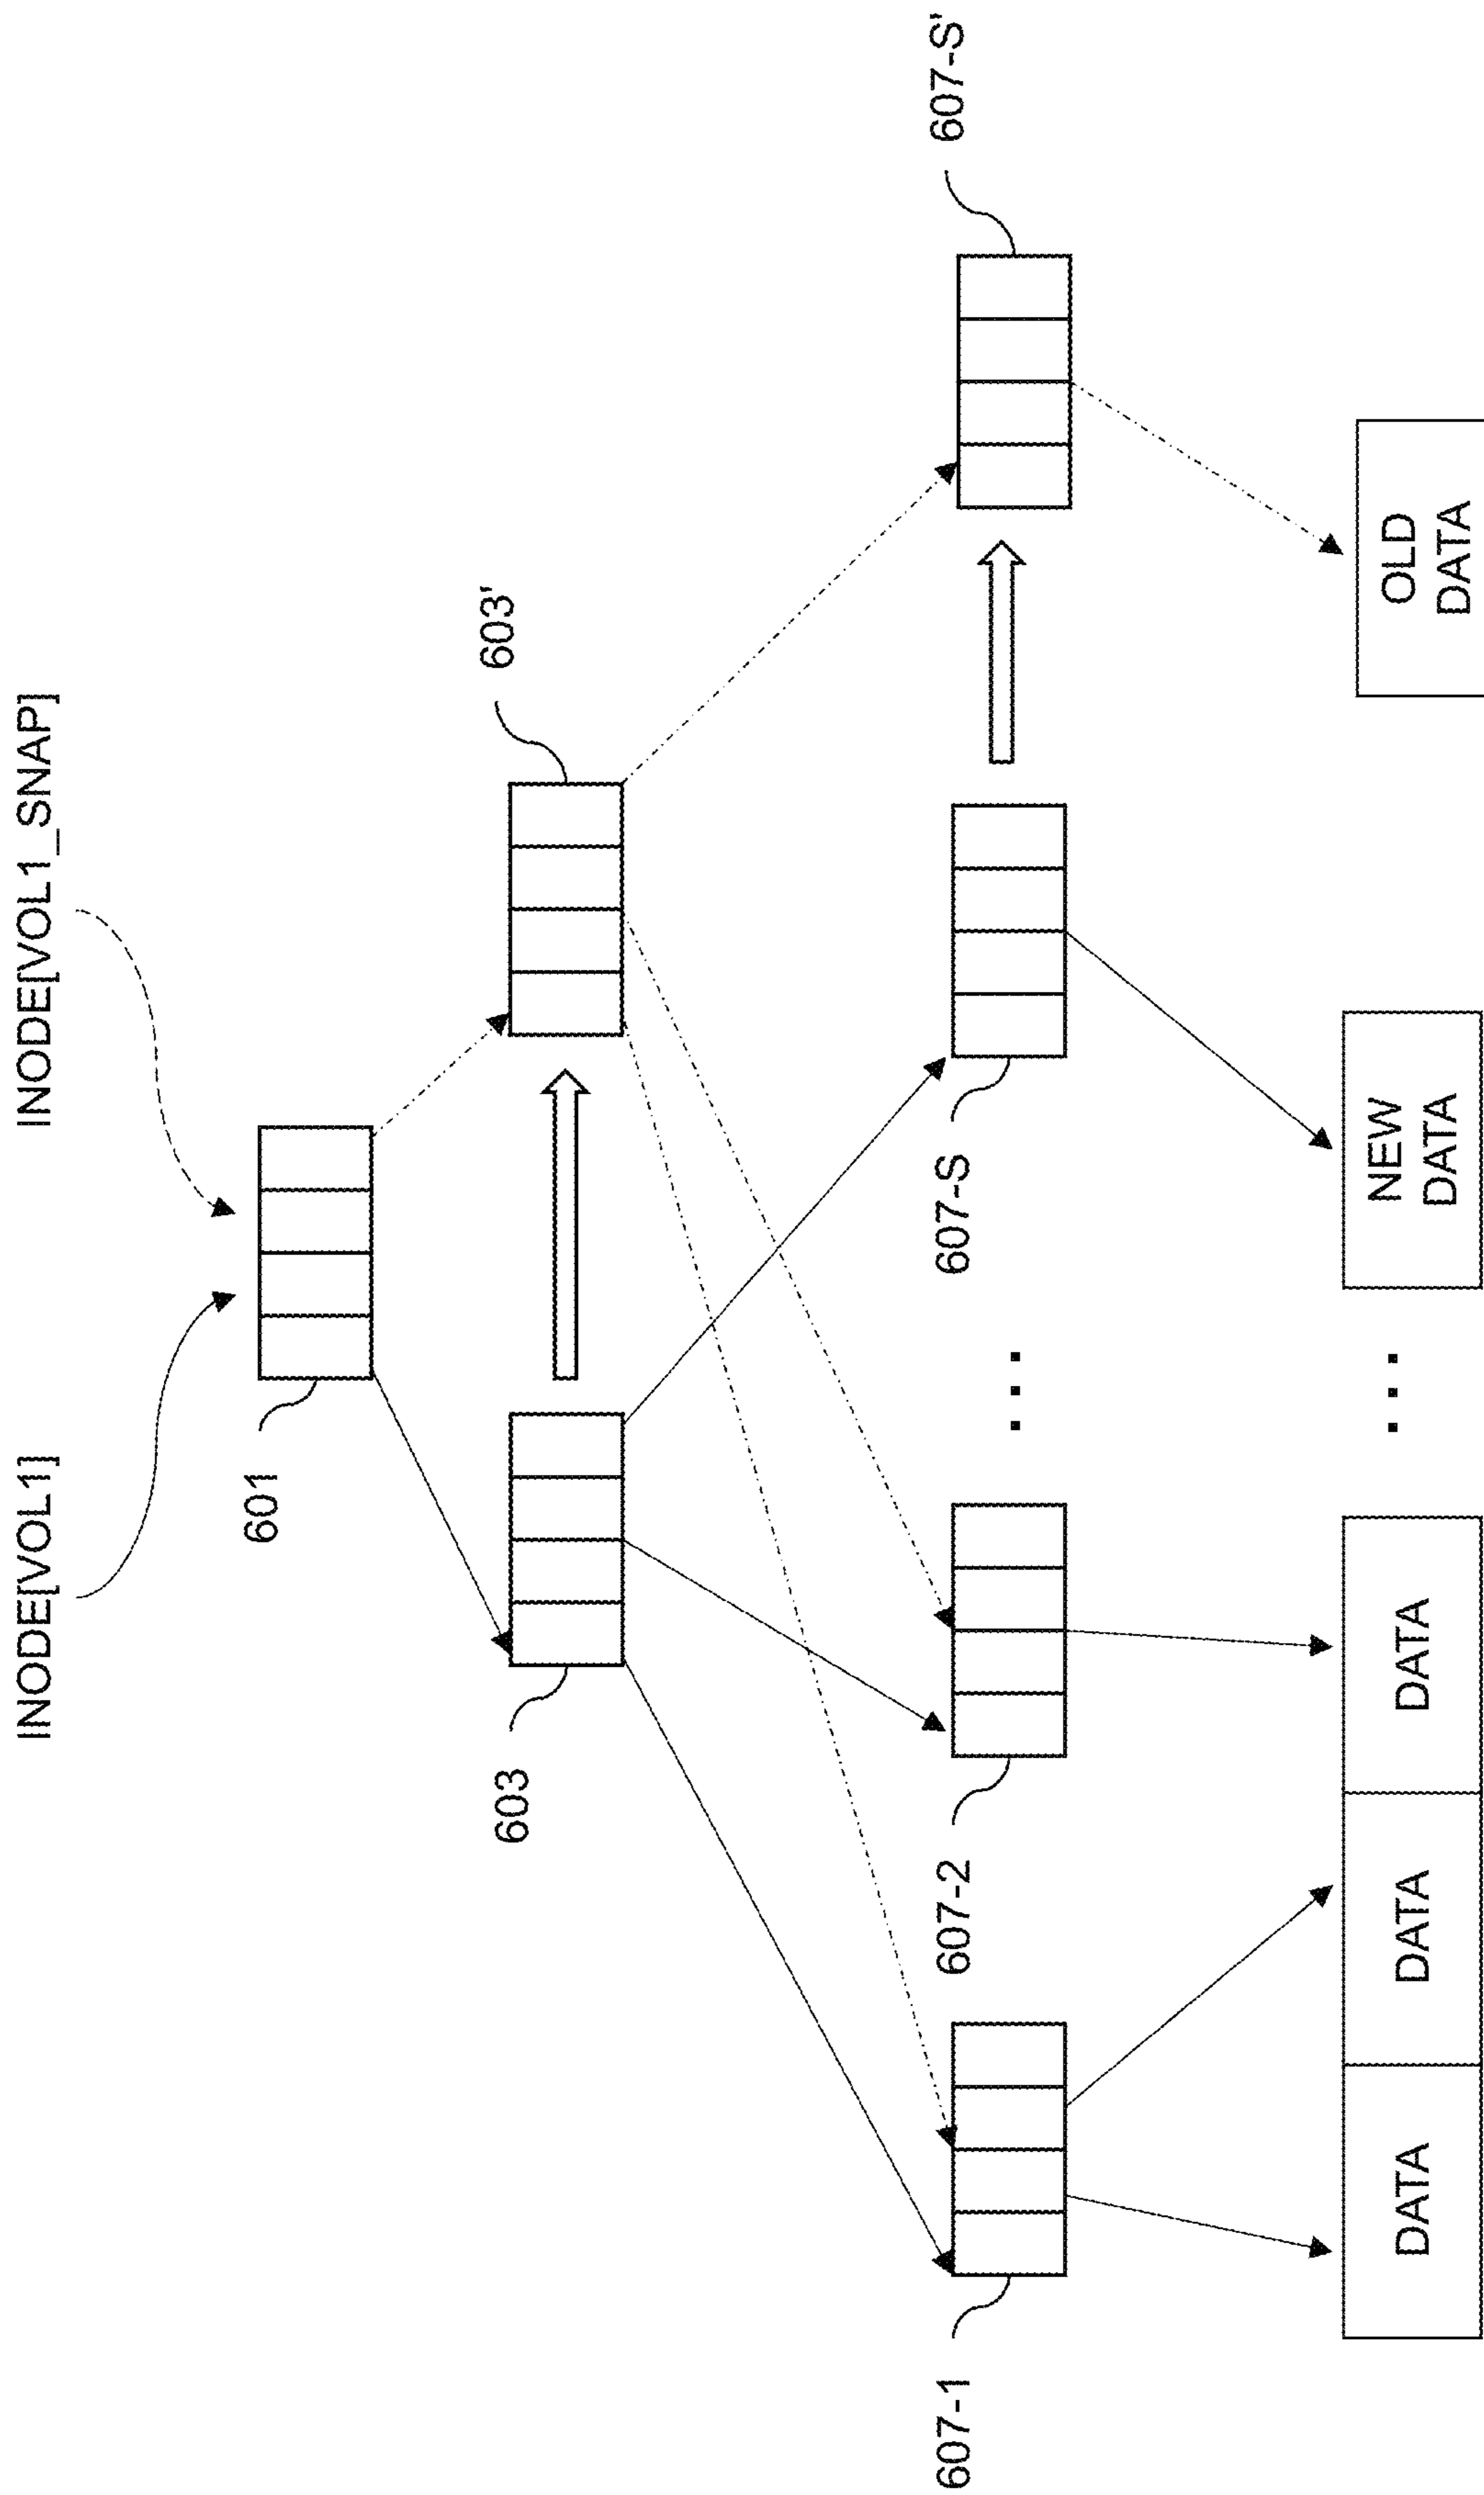 INODE[VOL1]
INODE[VOL1_SNAP]
601
603
603'
607-1
607-2
607-S
607-S'
DATA
DATA
DATA
...
NEW
DATA
OLD
DATA